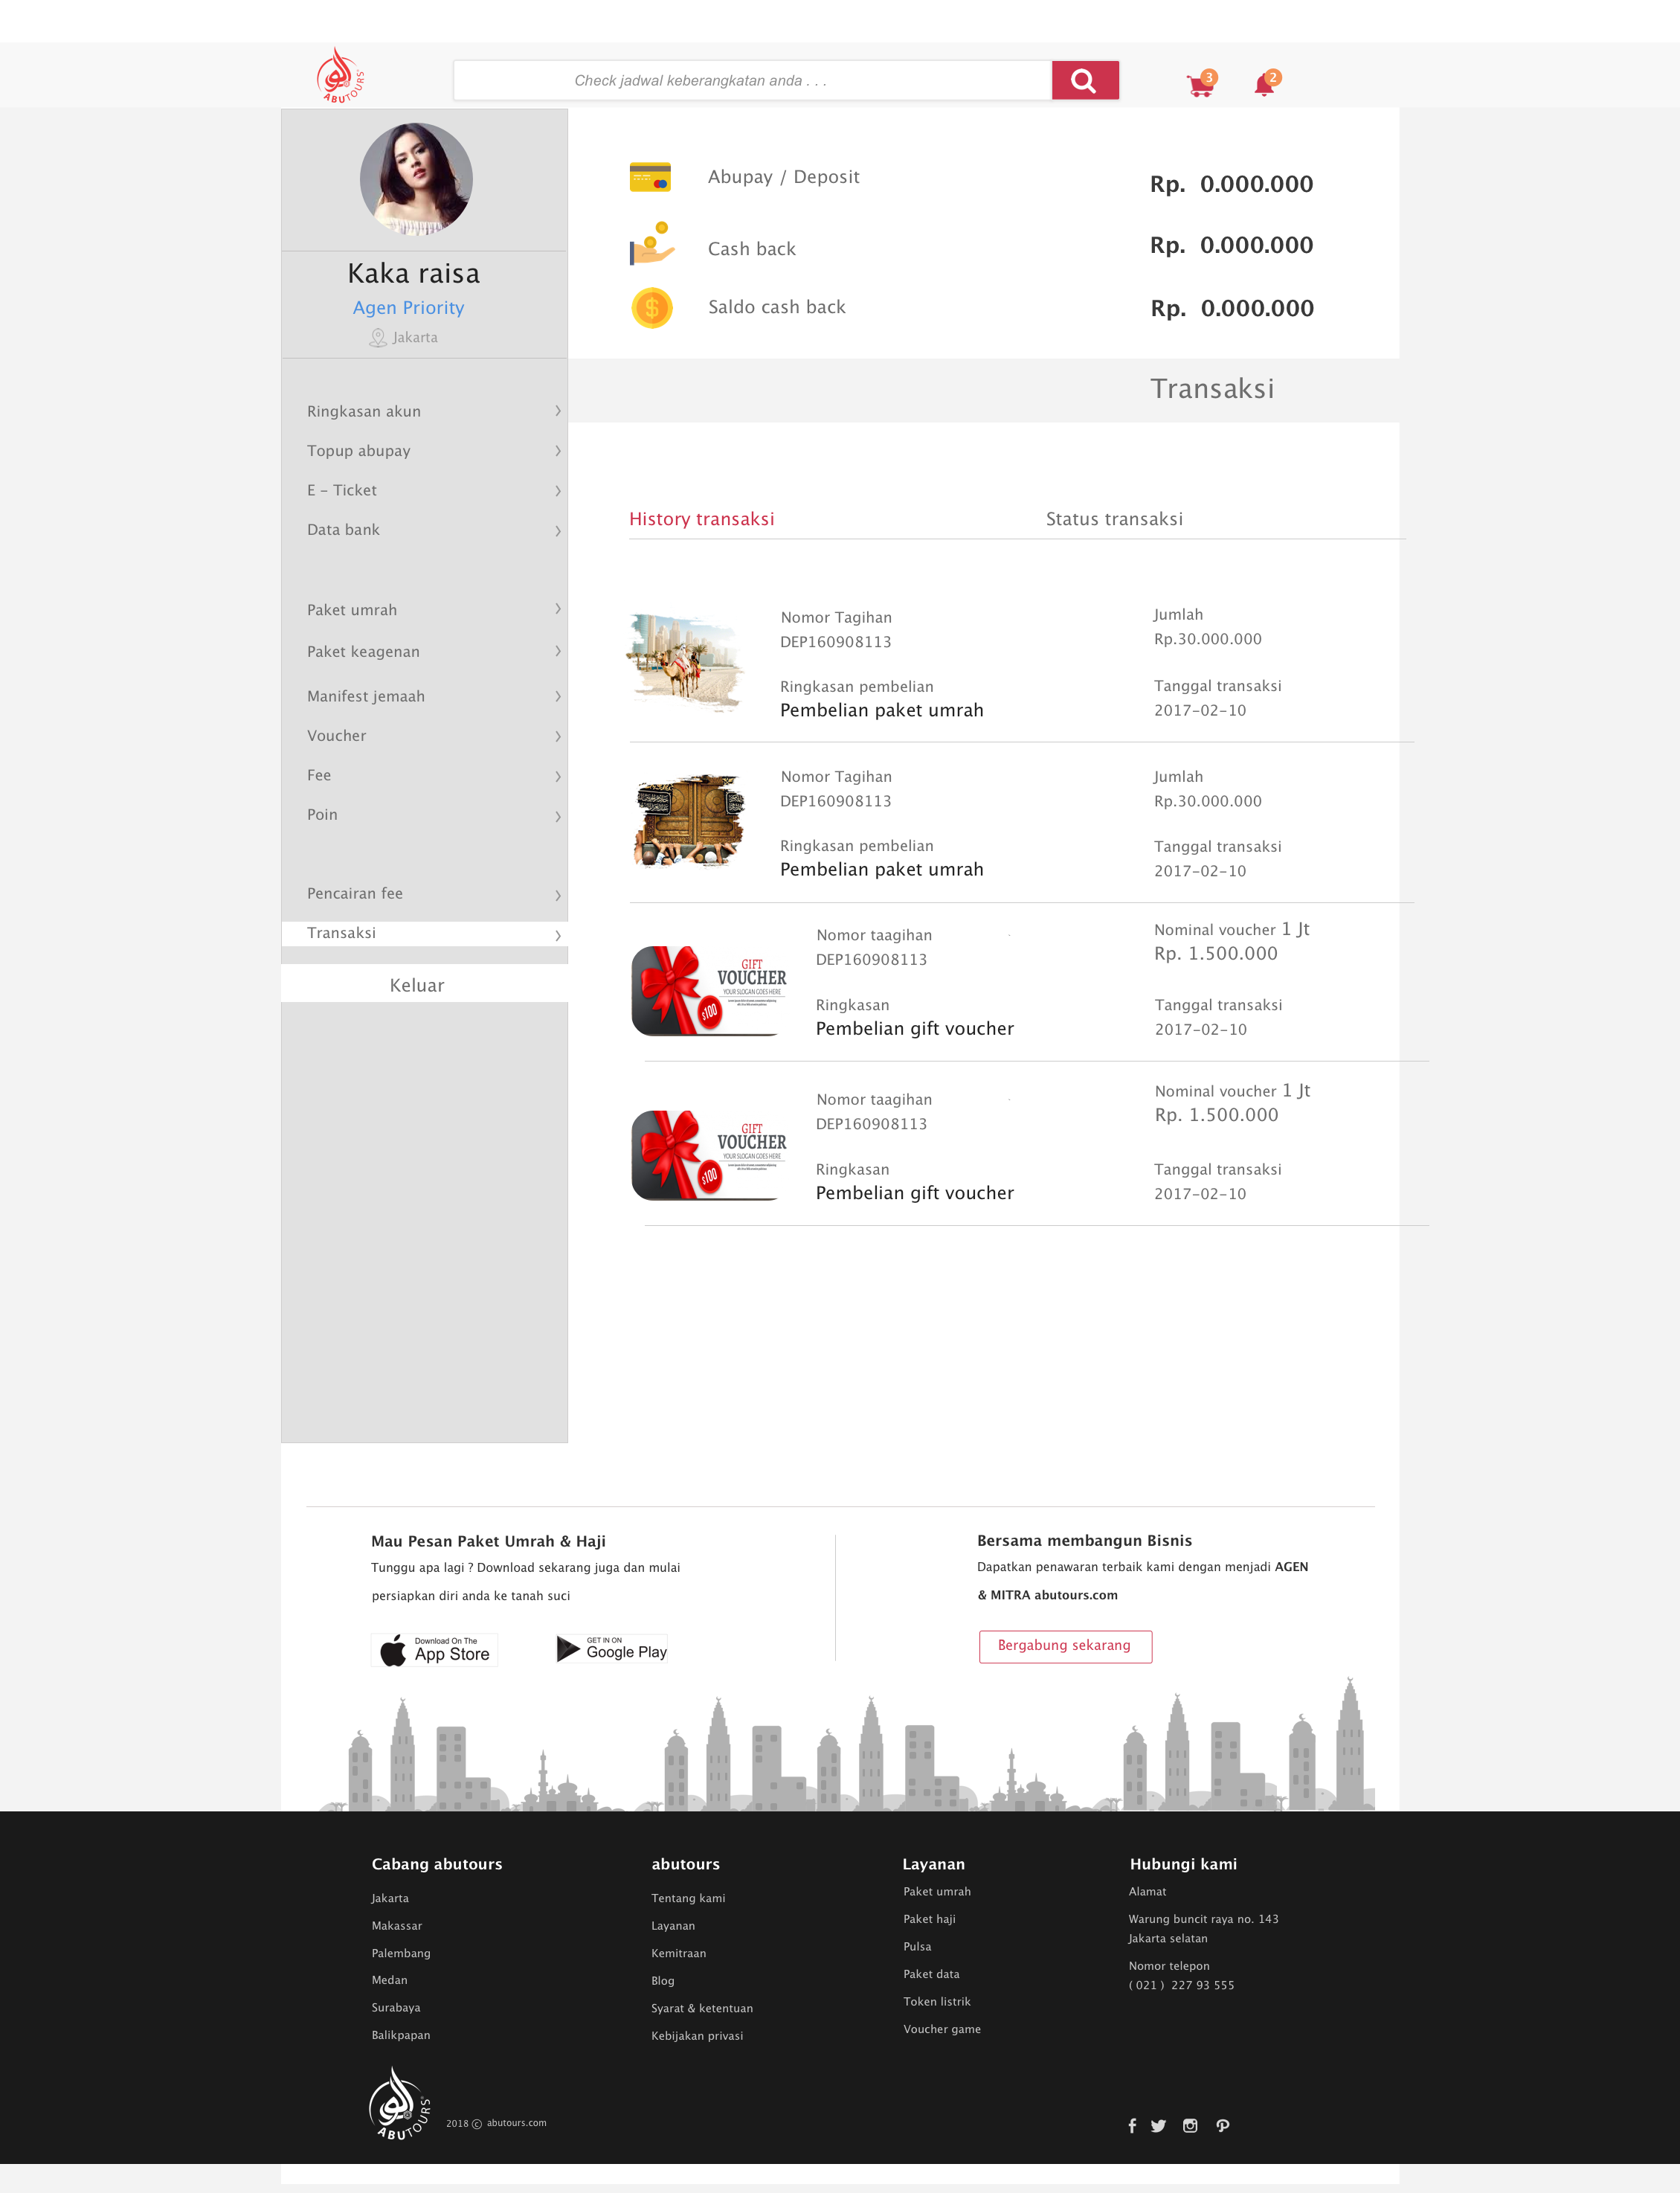 ABUTOURS
Check jadwal keberangkatan anda . . .
3
2
Kaka raisa
Agen Priority
Jakarta
Abupay / Deposit
Rp. 0.000.000
Cash back
Rp. 0.000.000
Saldo cash back
Rp. 0.000.000
Transaksi
Ringkasan akun
Topup abupay
E - Ticket
Data bank
Paket umrah
Paket keagenan
Manifest jemaah
Voucher
Fee
Poin
Pencairan fee
Transaksi
Keluar
History transaksi
Status transaksi
Nomor Tagihan
DEP160908113
Ringkasan pembelian
Pembelian paket umrah
Jumlah
Rp.30.000.000
Tanggal transaksi
2017-02-10
Nomor Tagihan
DEP160908113
Ringkasan pembelian
Pembelian paket umrah
Jumlah
Rp.30.000.000
Tanggal transaksi
2017-02-10
GIFT
VOUCHER
YOUR SLOGAN GOES HERE
$100
Nomor taagihan
DEP160908113
Ringkasan
Pembelian gift voucher
Nominal voucher 1 Jt
Rp. 1.500.000
Tanggal transaksi
2017-02-10
GIFT
VOUCHER
YOUR SLOGAN GOES HERE
$100
Nomor taagihan
DEP160908113
Ringkasan
Pembelian gift voucher
Nominal voucher 1 Jt
Rp. 1.500.000
Tanggal transaksi
2017-02-10
Mau Pesan Paket Umrah & Haji
Tunggu apa lagi ? Download sekarang juga dan mulai
persiapkan diri anda ke tanah suci
Download On The
App Store
GET IN ON
Google Play
Bersama membangun Bisnis
Dapatkan penawaran terbaik kami dengan menjadi AGEN
& MITRA abutours.com
Bergabung sekarang
Cabang abutours
Jakarta
Makassar
Palembang
Medan
Surabaya
Balikpapan
abutours
Tentang kami
Layanan
Kemitraan
Blog
Syarat & ketentuan
Kebijakan privasi
Layanan
Paket umrah
Paket haji
Pulsa
Paket data
Token listrik
Voucher game
Hubungi kami
Alamat
Warung buncit raya no. 143
Jakarta selatan
Nomor telepon
( 021 ) 227 93 555
ABUTOURS
2018 © abutours.com